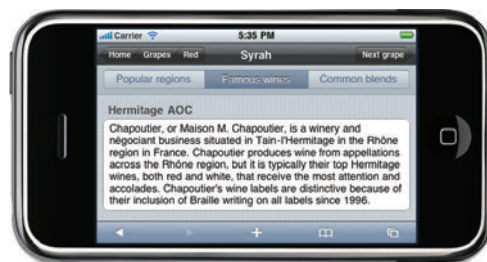 Carrier 5:35 PM
Home Grapes Red Syrah Next grape
Popular regions Famous wines Common blends
Hermitage AOC
Chapoutier, or Maison M. Chapoutier, is a winery and
négociant business situated in Tain-l'Hermitage in the Rhône
region in France. Chapoutier produces wine from appellations
across the Rhône region, but it is typically their top Hermitage
wines, both red and white, that receive the most attention and
accolades. Chapoutier's wine labels are distinctive because of
their inclusion of Braille writing on all labels since 1996.